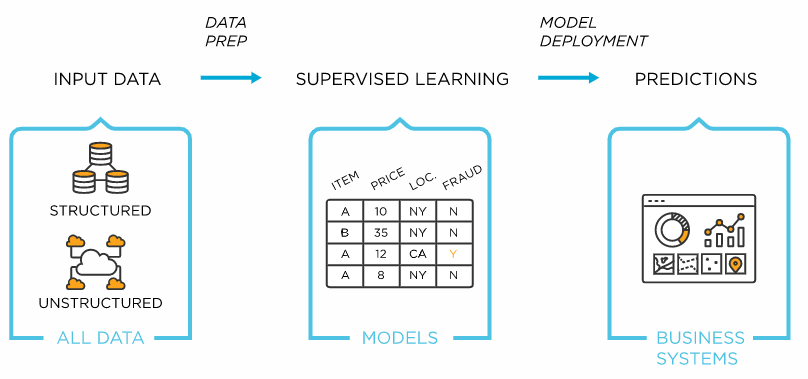 DATA
PREP
MODEL
DEPLOYMENT
INPUT DATA
SUPERVISED LEARNING
PREDICTIONS
STRUCTURED
UNSTRUCTURED
ALL DATA
ITEM PRICE LOC. FRAUD
A 10 NY N
B 35 NY N
A 12 CA Y
A 8 NY N
MODELS
BUSINESS
SYSTEMS